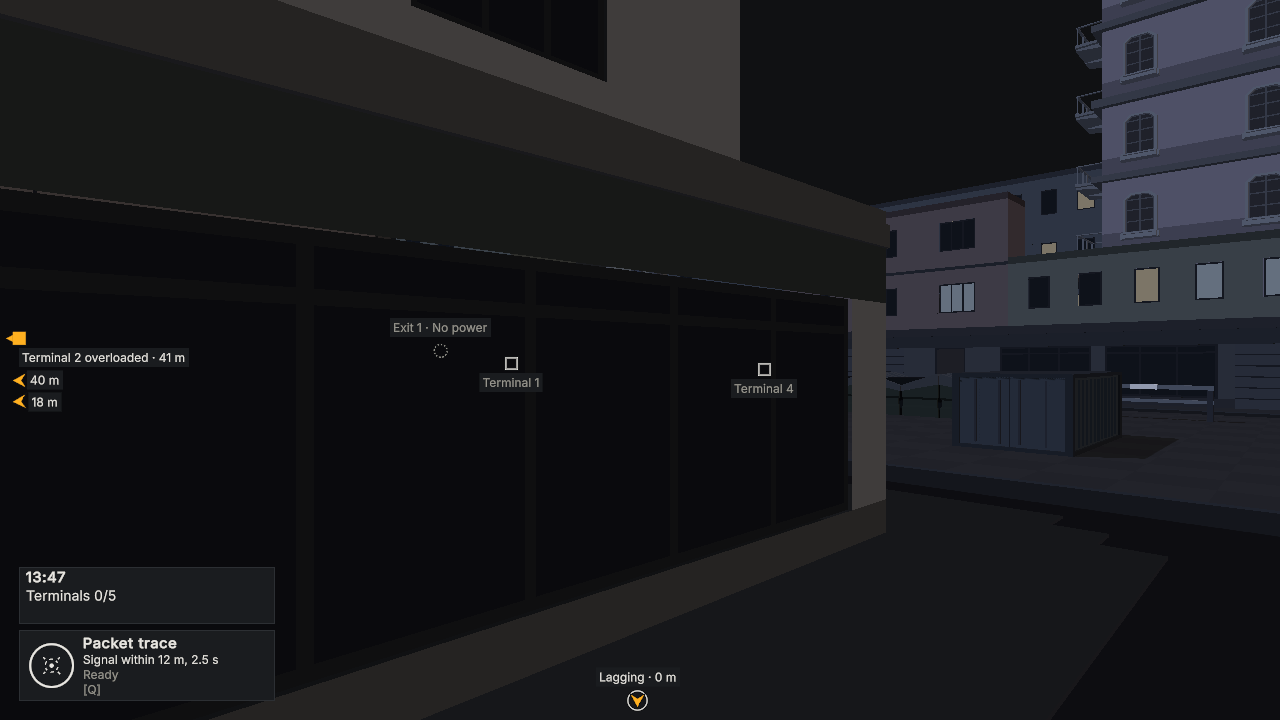 Exit 1 · No power
Terminal 2 overloaded · 41 m
40 m
18 m
Terminal 1
Terminal 4
13:47
Terminals 0/5
Packet trace
Signal within 12 m, 2.5 s
Ready
[Q]
Lagging · 0 m